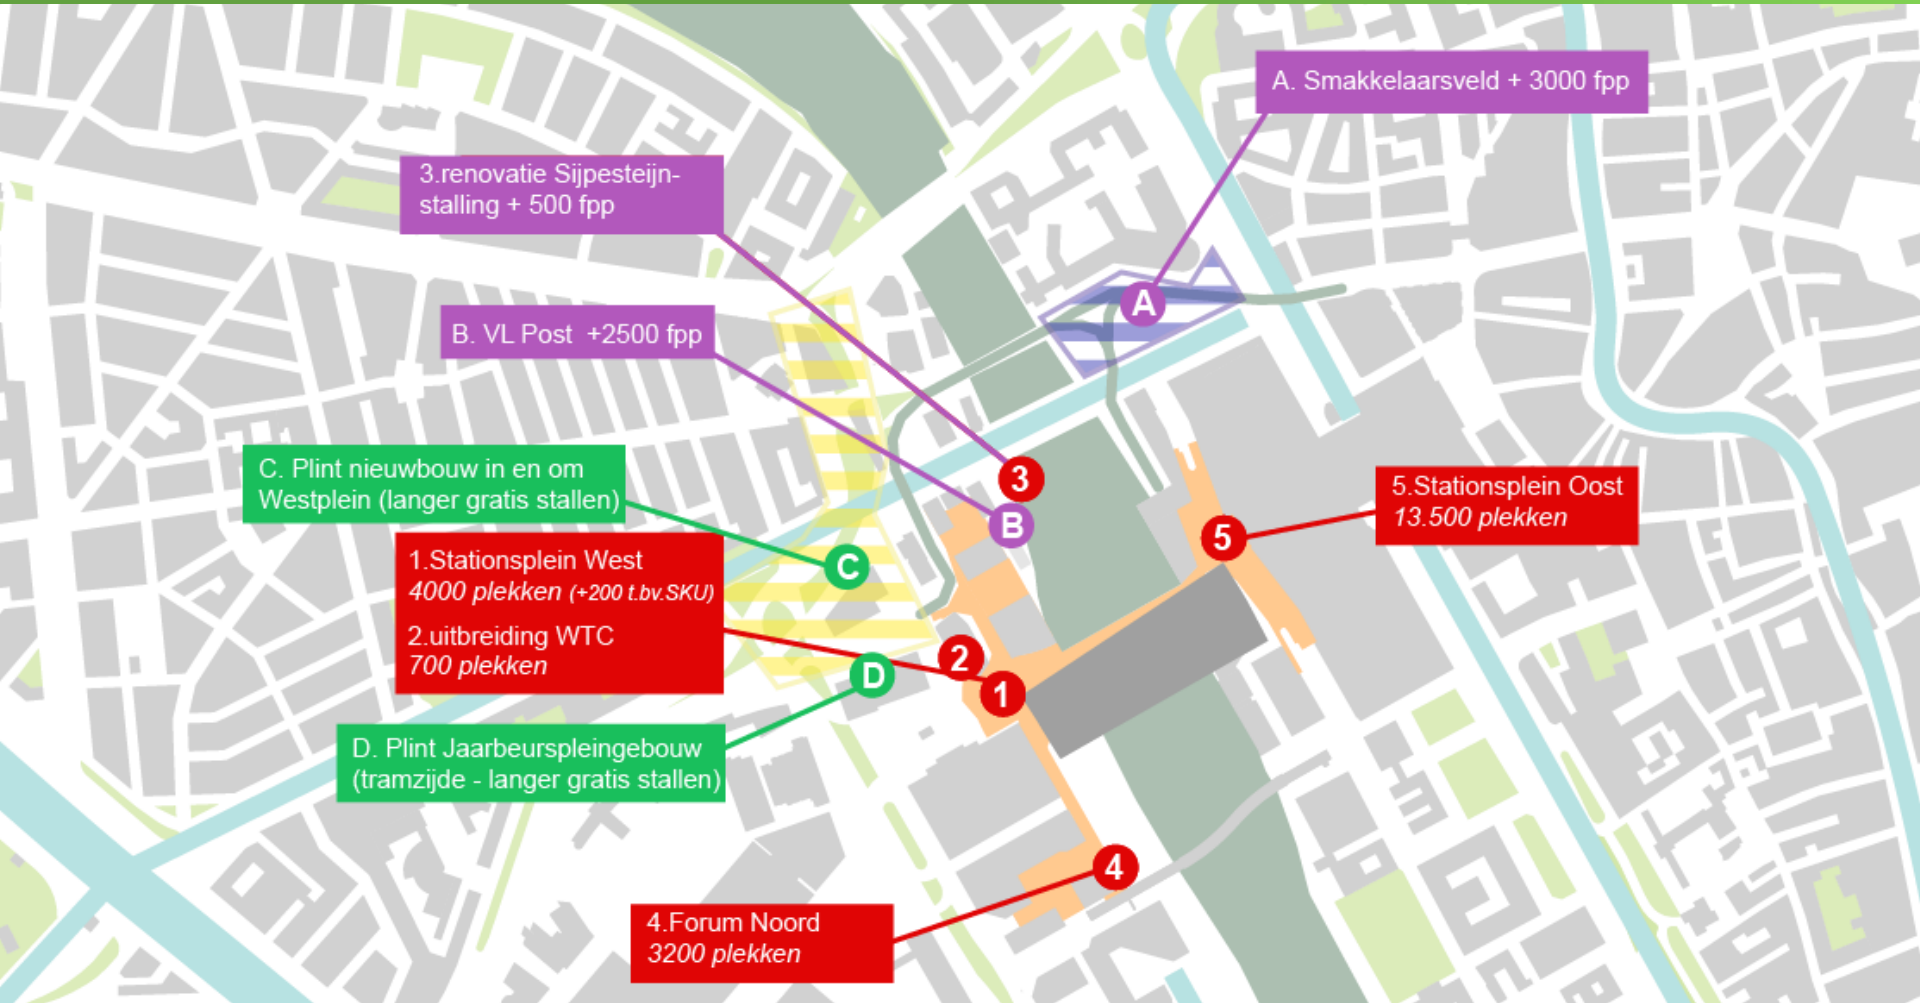 A. Smakkelaarsveld + 3000 fpp
3.renovatie Sijpesteijn-
stalling + 500 fpp
B. VL Post +2500 fpp
A
C. Plint nieuwbouw in en om
Westplein (langer gratis stallen)
3
B
5.Stationsplein Oost
13.500 plekken
5
C
1.Stationsplein West
4000 plekken (+200 t.bv.SKU)
2.uitbreiding WTC
700 plekken
2
D
1
D. Plint Jaarbeurspleingebouw
(tramzijde - langer gratis stallen)
4
4.Forum Noord
3200 plekken